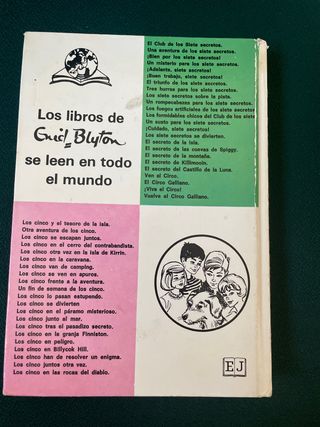 Los libros de
Enid Blyton
se leen en todo
el mundo
El Club de los Siete secretos.
Una aventura de los siete secretos.
¡Bien por los siete secretos!
Un misterio para los siete secretos.
¡Adelante, siete secretos!
¡Buen trabajo, siete secretos!
El triunfo de los siete secretos.
Tres hurras para los siete secretos.
Los siete secretos sobre la pista.
Un rompecabezas para los siete secretos.
Los fuegos artificiales de los siete secretos.
Los formidables chicos del Club de los Siete
Un susto para los siete secretos.
¡Cuidado, siete secretos!
Los siete secretos se divierten.
El secreto de la isla.
El secreto de las cuevas de Spiggy.
El secreto de la montaña.
El secreto de Killimooin.
El secreto del Castillo de la Luna.
Ven al Circo.
El Circo Galliano.
¡Viva el Circo!
Vuelve al Circo Galliano.
Los cinco y el tesoro de la isla.
Otra aventura de los cinco.
Los cinco se escapan juntos.
Los cinco en el cerro del contrabandista.
Los cinco otra vez en la isla de Kirrin.
Los cinco en la caravana.
Los cinco van de camping.
Los cinco se ven en apuros.
Los cinco frente a la aventura.
Un fin de semana de los cinco.
Los cinco lo pasan estupendo.
Los cinco se divierten
Los cinco en el páramo misterioso.
Los cinco junto al mar.
Los cinco tras el pasadizo secreto.
Los cinco en la granja Finniston.
Los cinco en peligro.
Los cinco en Billycok Hill.
Los cinco han de resolver un enigma.
Los cinco juntos otra vez.
Los cinco en las rocas del diablo.
EJ